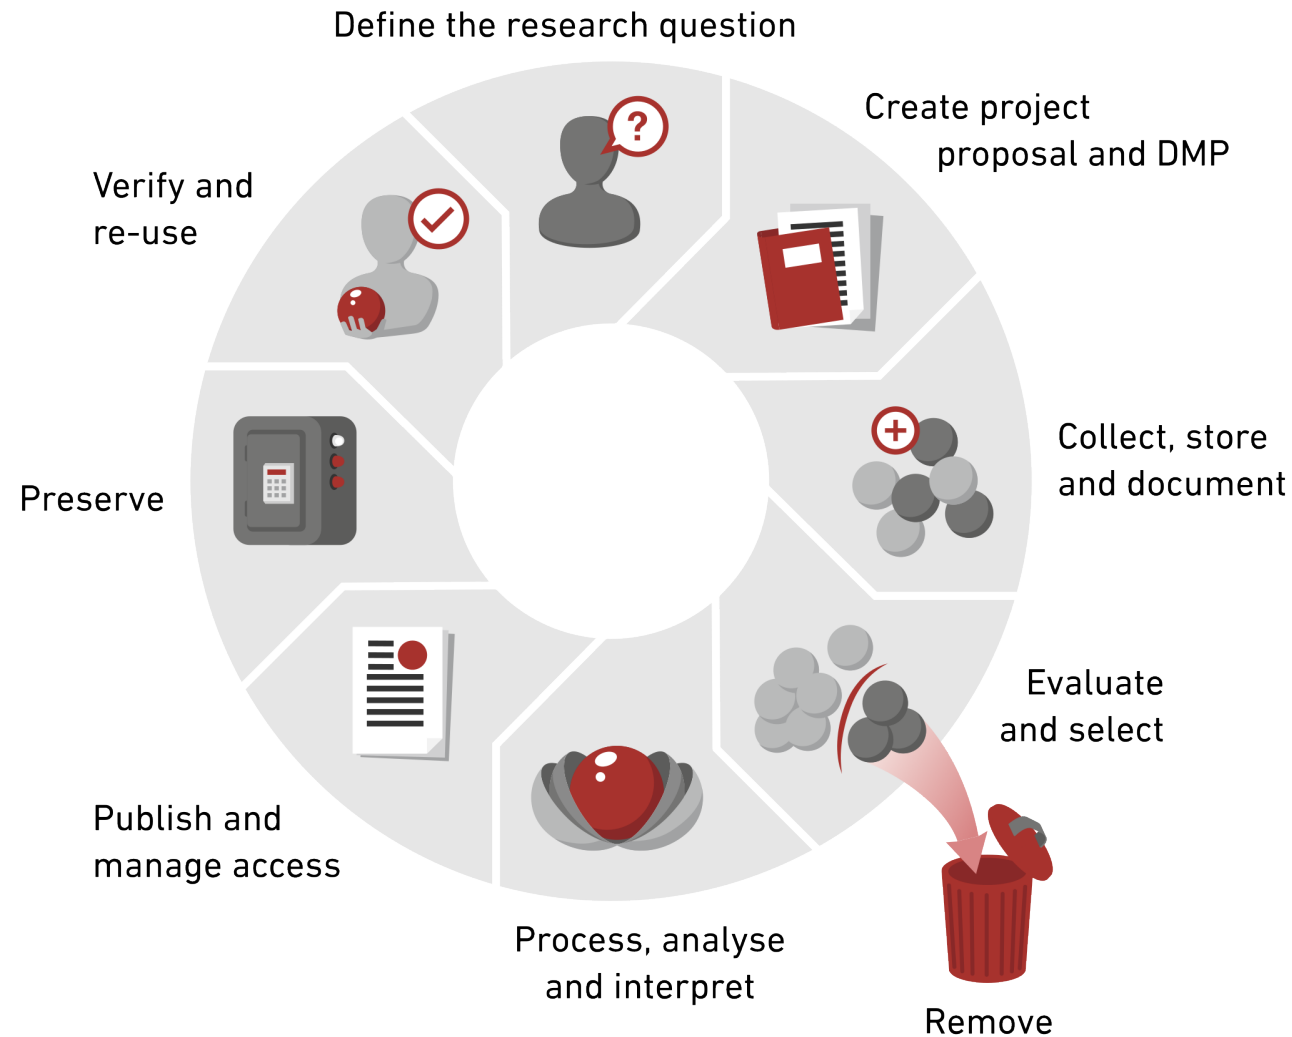 Define the research question
Create project
proposal and DMP
Collect, store
and document
Evaluate
and select
Remove
Process, analyse
and interpret
Publish and
manage access
Preserve
Verify and
re-use
?